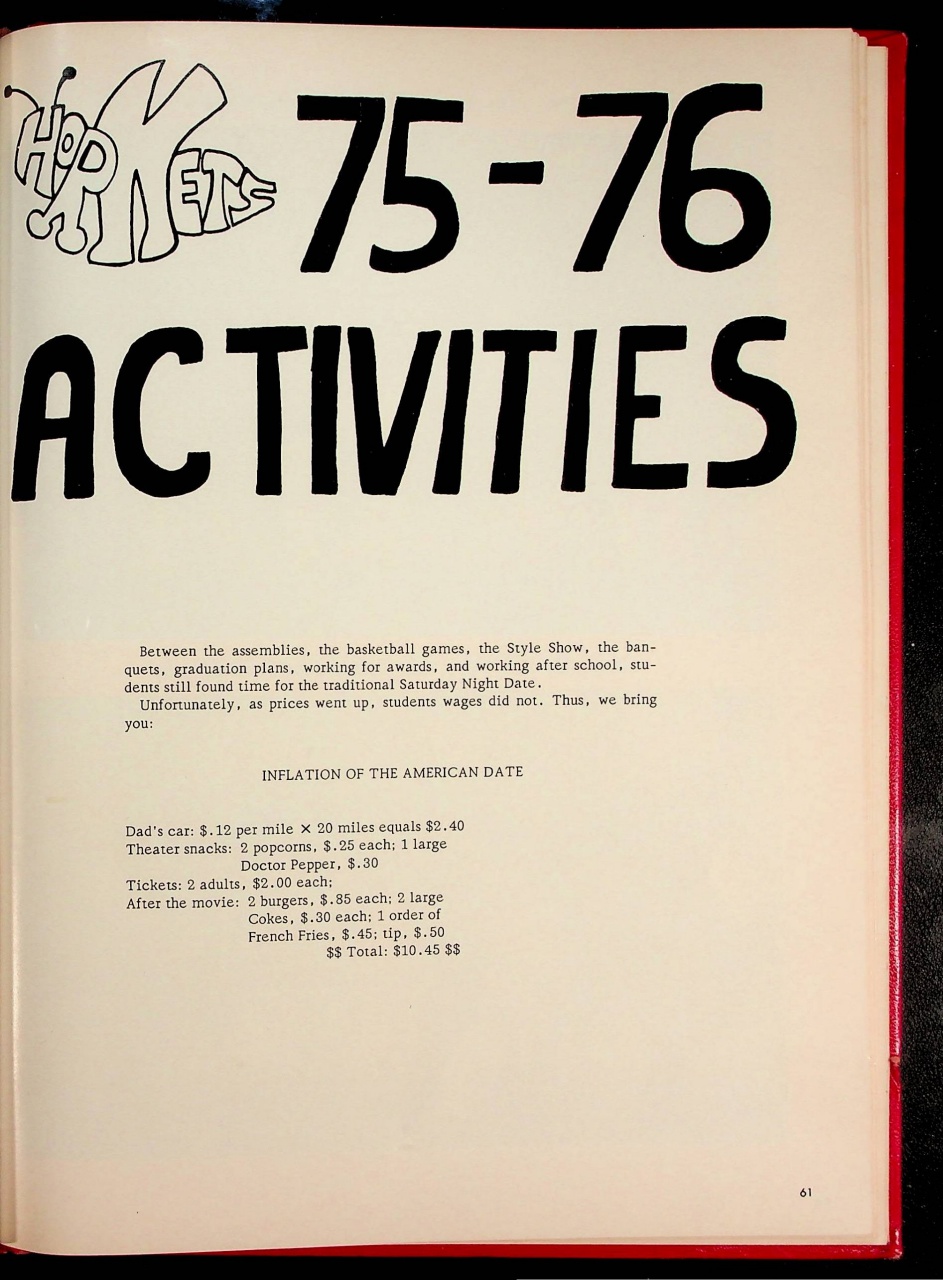 HOPKNETS
75-76
ACTIVITIES
Between the assemblies, the basketball games, the Style Show, the ban-
quets, graduation plans, working for awards, and working after school, stu-
dents still found time for the traditional Saturday Night Date.
Unfortunately, as prices went up, students wages did not. Thus, we bring
you:
INFLATION OF THE AMERICAN DATE
Dad's car: $.12 per mile × 20 miles equals $2.40
Theater snacks: 2 popcorns, $.25 each; 1 large
Doctor Pepper, $.30
Tickets: 2 adults, $2.00 each;
After the movie: 2 burgers, $.85 each; 2 large
Cokes, $.30 each; 1 order of
French Fries, $.45; tip, $.50
$$ Total: $10.45 $$
61